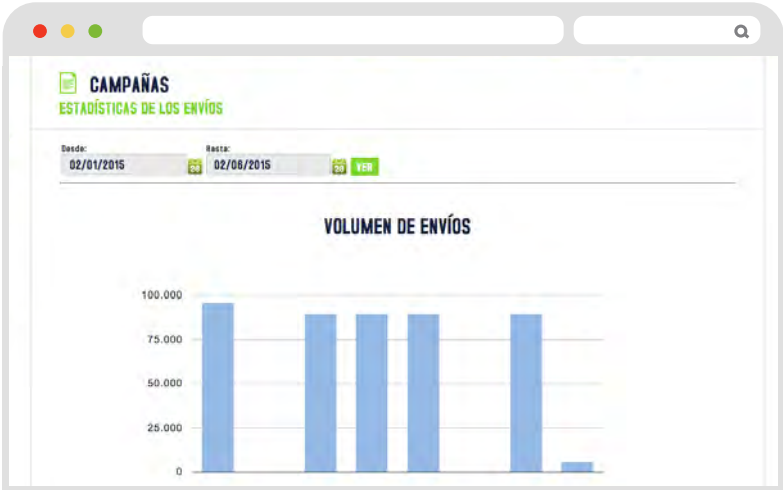 CAMPAÑAS
ESTADÍSTICAS DE LOS ENVÍOS
Desde: Hasta:
02/01/2015 02/06/2015 VER
VOLUMEN DE ENVÍOS
100.000
75.000
50.000
25.000
0